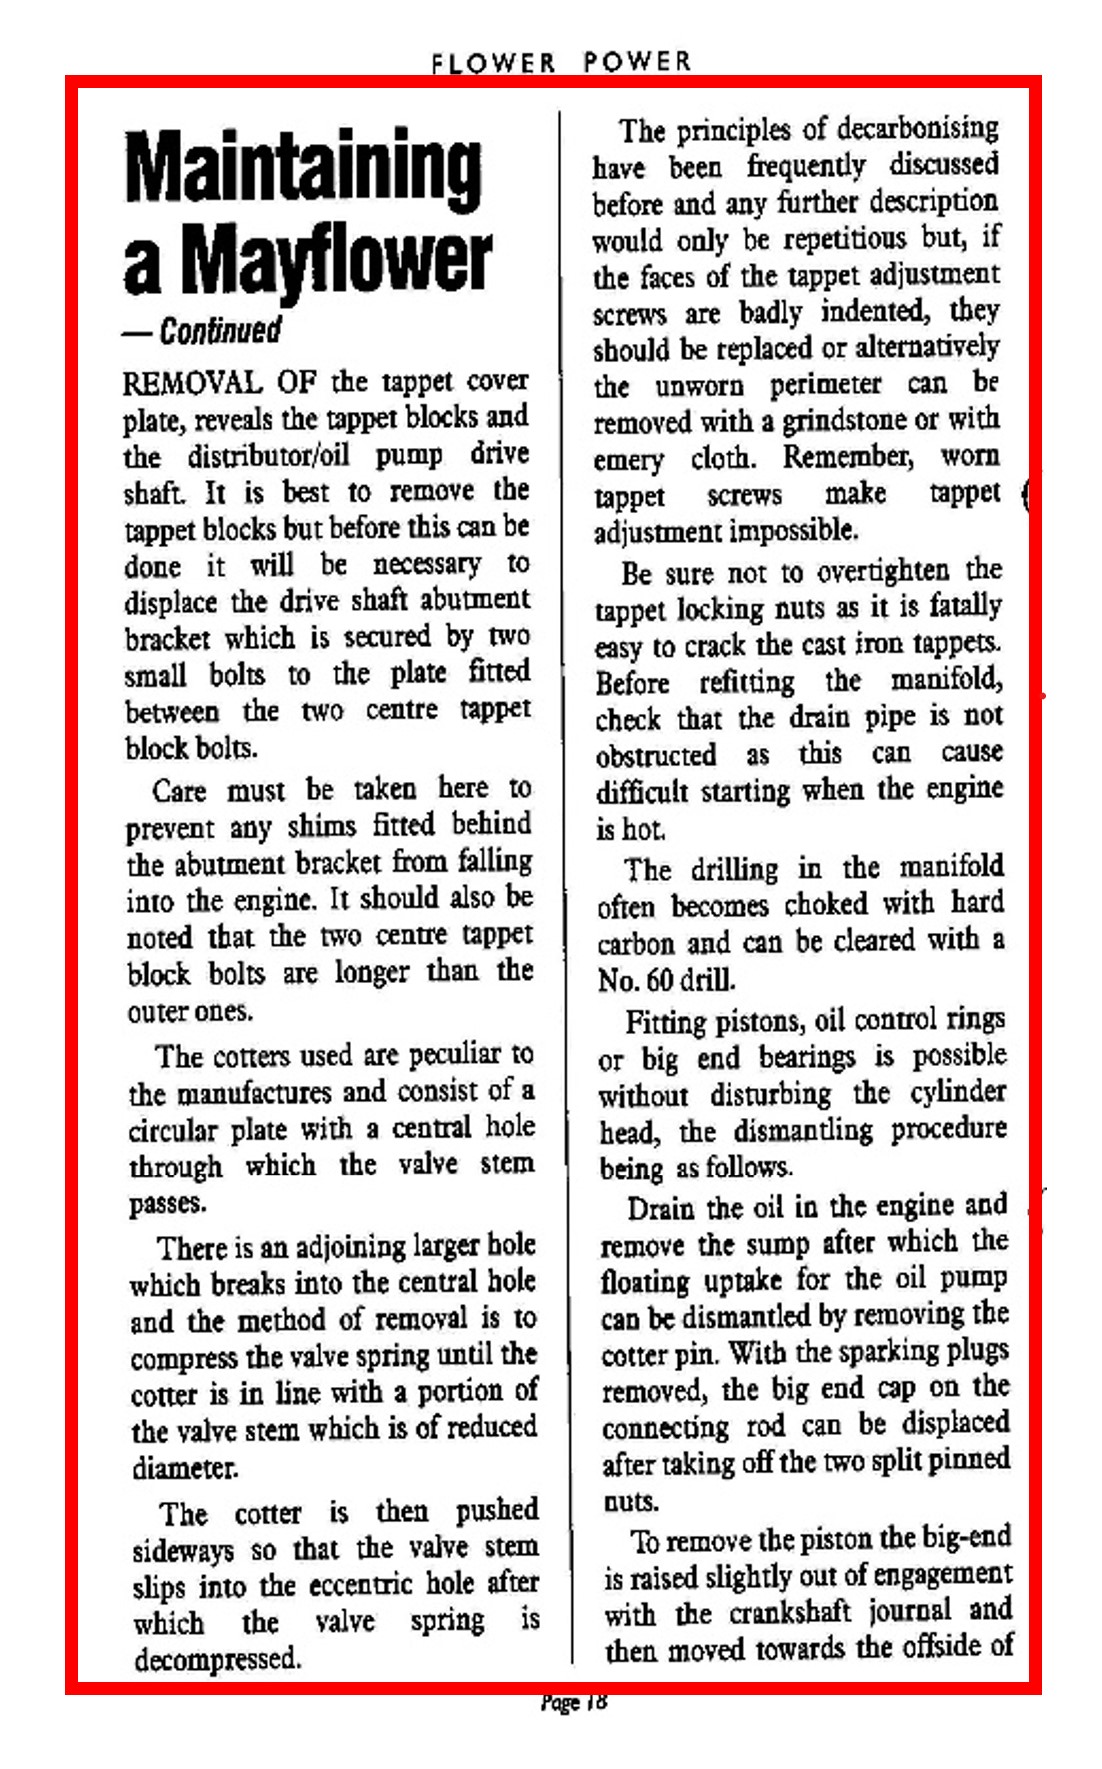 FLOWER POWER
Maintaining
a Mayflower
— Continued
REMOVAL OF the tappet cover
plate, reveals the tappet blocks and
the distributor/oil pump drive
shaft. It is best to remove the
tappet blocks but before this can be
done it will be necessary to
displace the drive shaft abutment
bracket which is secured by two
small bolts to the plate fitted
between the two centre tappet
block bolts.
Care must be taken here to
prevent any shims fitted behind
the abutment bracket from falling
into the engine. It should also be
noted that the two centre tappet
block bolts are longer than the
outer ones.
The cotters used are peculiar to
the manufactures and consist of a
circular plate with a central hole
through which the valve stem
passes.
There is an adjoining larger hole
which breaks into the central hole
and the method of removal is to
compress the valve spring until the
cotter is in line with a portion of
the valve stem which is of reduced
diameter.
The cotter is then pushed
sideways so that the valve stem
slips into the eccentric hole after
which the valve spring is
decompressed.
The principles of decarbonising
have been frequently discussed
before and any further description
would only be repetitious but, if
the faces of the tappet adjustment
screws are badly indented, they
should be replaced or alternatively
the unworn perimeter can be
removed with a grindstone or with
emery cloth. Remember, worn
tappet screws make tappet
adjustment impossible.
Be sure not to overtighten the
tappet locking nuts as it is fatally
easy to crack the cast iron tappets.
Before refitting the manifold,
check that the drain pipe is not
obstructed as this can cause
difficult starting when the engine
is hot.
The drilling in the manifold
often becomes choked with hard
carbon and can be cleared with a
No. 60 drill.
Fitting pistons, oil control rings
or big end bearings is possible
without disturbing the cylinder
head, the dismantling procedure
being as follows.
Drain the oil in the engine and
remove the sump after which the
floating uptake for the oil pump
can be dismantled by removing the
cotter pin. With the sparking plugs
removed, the big end cap on the
connecting rod can be displaced
after taking off the two split pinned
nuts.
To remove the piston the big-end
is raised slightly out of engagement
with the crankshaft journal and
then moved towards the offside of
Page 18